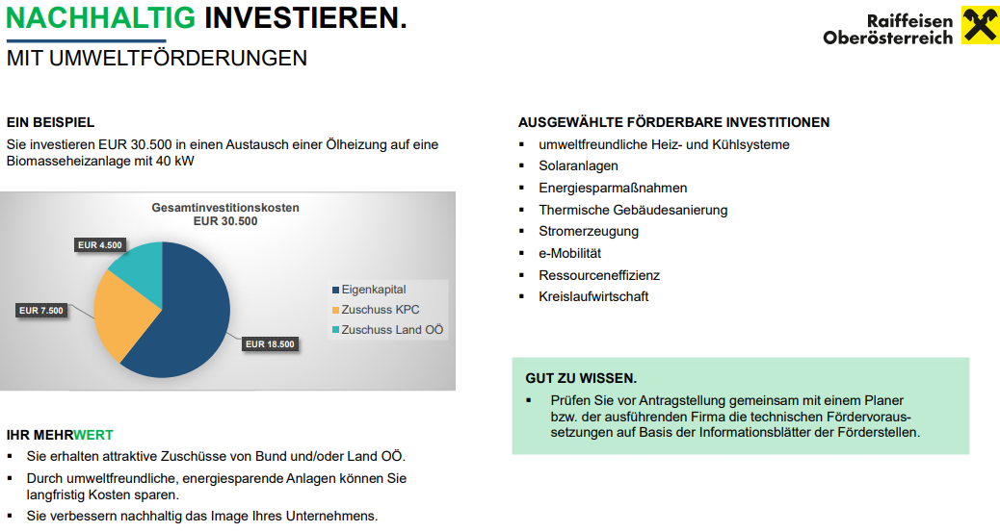 NACHHALTIG INVESTIEREN.
MIT UMWELTFÖRDERUNGEN
Raiffeisen
Oberösterreich
EIN BEISPIEL
Sie investieren EUR 30.500 in einen Austausch einer Ölheizung auf eine
Biomasseheizanlage mit 40 kW
Gesamtinvestitionskosten
EUR 30.500
EUR 4.500
EUR 7.500
EUR 18.500
Eigenkapital
Zuschuss KPC
Zuschuss Land OÖ
IHR MEHRWERT
▪ Sie erhalten attraktive Zuschüsse von Bund und/oder Land OÖ.
▪ Durch umweltfreundliche, energiesparende Anlagen können Sie
langfristig Kosten sparen.
▪ Sie verbessern nachhaltig das Image Ihres Unternehmens.
AUSGEWÄHLTE FÖRDERBARE INVESTITIONEN
▪ umweltfreundliche Heiz- und Kühlsysteme
▪ Solaranlagen
▪ Energiesparmaßnahmen
▪ Thermische Gebäudesanierung
▪ Stromerzeugung
▪ e-Mobilität
▪ Ressourceneffizienz
▪ Kreislaufwirtschaft
GUT ZU WISSEN.
▪ Prüfen Sie vor Antragstellung gemeinsam mit einem Planer
bzw. der ausführenden Firma die technischen Fördervoraus-
setzungen auf Basis der Informationsblätter der Förderstellen.